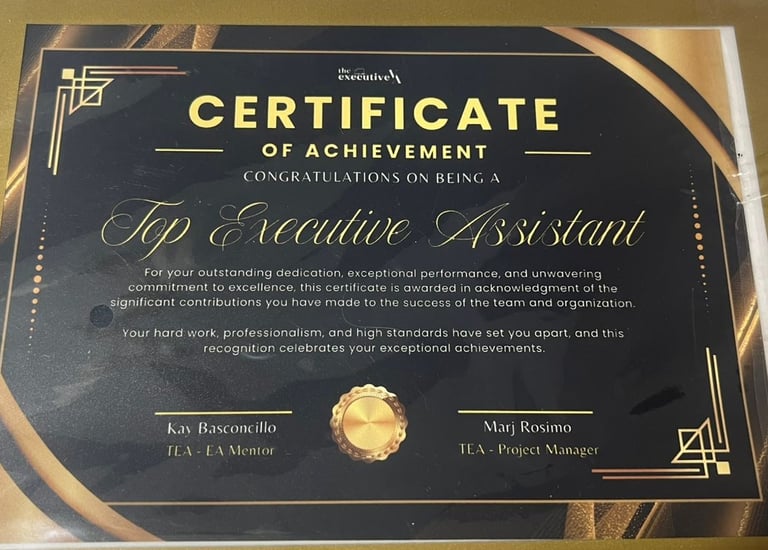 the
executive
CERTIFICATE
OF ACHIEVEMENT
CONGRATULATIONS ON BEING A
Top Executive Assistant
For your outstanding dedication, exceptional performance, and unwavering
commitment to excellence, this certificate is awarded in acknowledgment of the
significant contributions you have made to the success of the team and organization.
Your hard work, professionalism, and high standards have set you apart, and this
recognition celebrates your exceptional achievements.
Kay Basconcillo
TEA - EA Mentor
Marj Rosimo
TEA - Project Manager